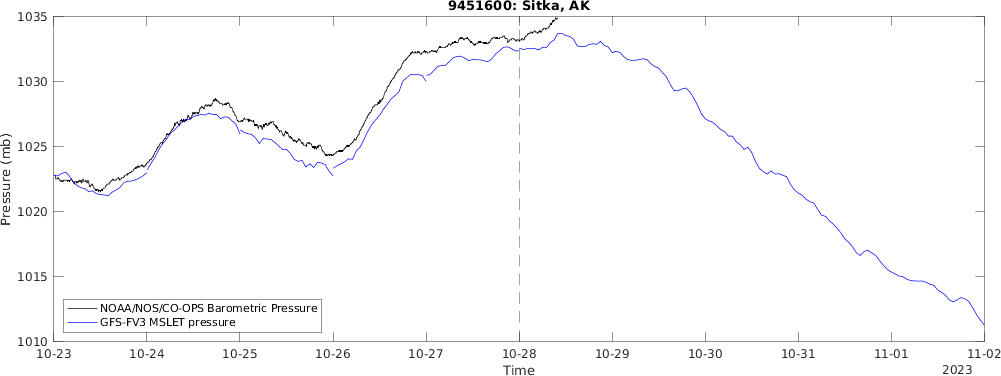 9451600: Sitka, AK
1035
1030
1025
1020
1015
1010
Pressure (mb)
NOAA/NOS/CO-OPS Barometric Pressure
GFS-FV3 MSLET pressure
10-23 10-24 10-25 10-26 10-27 10-28 10-29 10-30 10-31 11-01 11-02
Time
2023